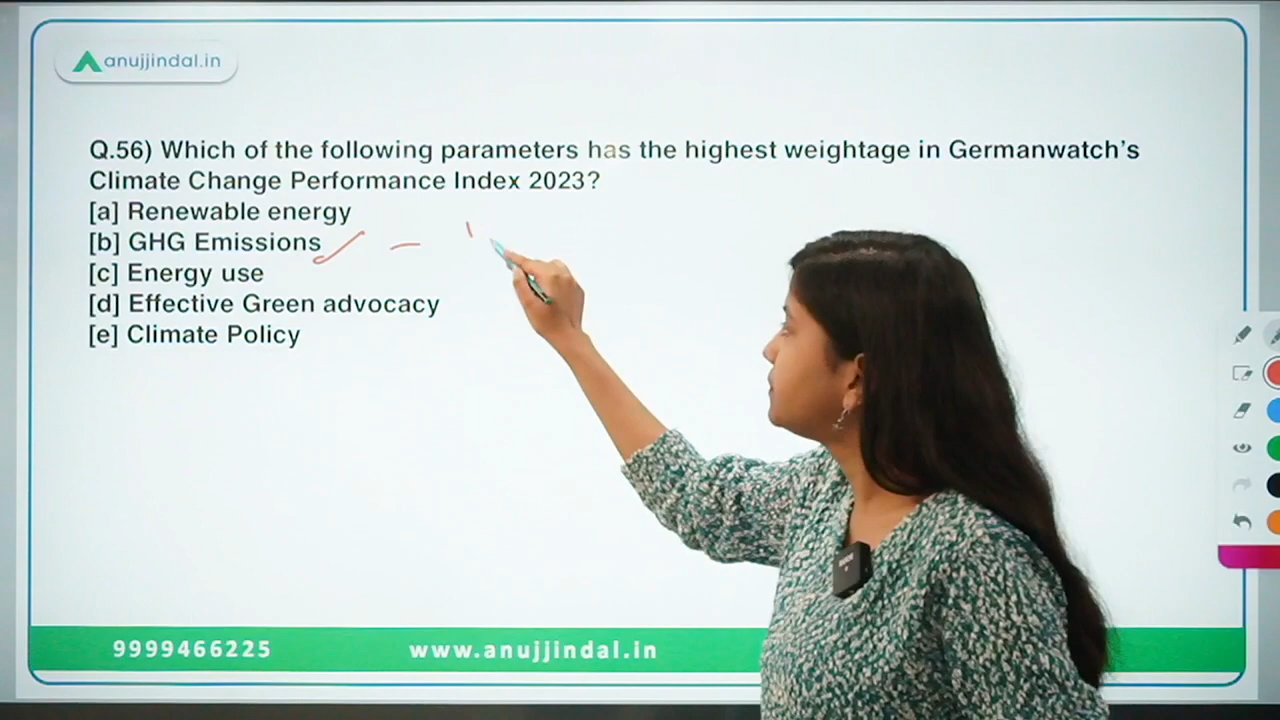 anujjindal.in
Q.56) Which of the following parameters has the highest weightage in Germanwatch's
Climate Change Performance Index 2023?
[a] Renewable energy
[b] GHG Emissions
[c] Energy use
[d] Effective Green advocacy
[e] Climate Policy
9999466225
www.anujjindal.in